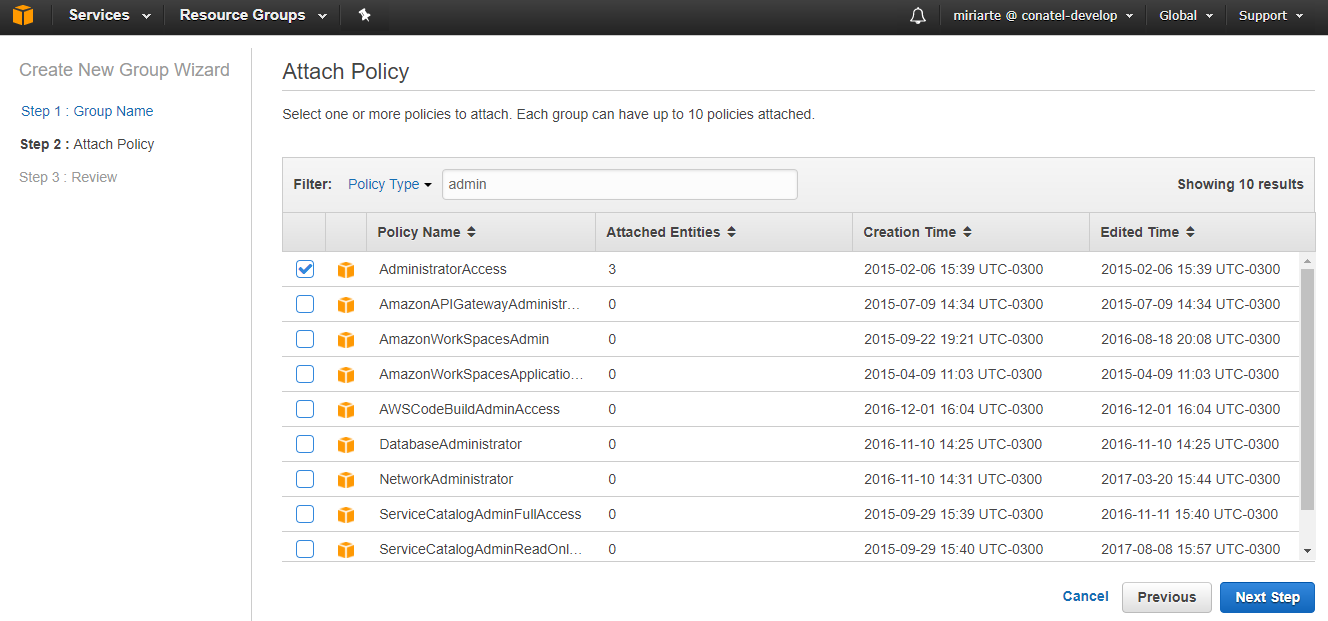 Services Resource Groups miriarte @ conatel-develop Global Support
Create New Group Wizard
Step 1 : Group Name
Step 2 : Attach Policy
Step 3 : Review
Attach Policy
Select one or more policies to attach. Each group can have up to 10 policies attached.
Filter: Policy Type admin Showing 10 results
Policy Name Attached Entities Creation Time Edited Time
AdministratorAccess 3 2015-02-06 15:39 UTC-0300 2015-02-06 15:39 UTC-0300
AmazonAPIGatewayAdministr... 0 2015-07-09 14:34 UTC-0300 2015-07-09 14:34 UTC-0300
AmazonWorkSpacesAdmin 0 2015-09-22 19:21 UTC-0300 2016-08-18 20:08 UTC-0300
AmazonWorkSpacesApplicatio... 0 2015-04-09 11:03 UTC-0300 2015-04-09 11:03 UTC-0300
AWSCodeBuildAdminAccess 0 2016-12-01 16:04 UTC-0300 2016-12-01 16:04 UTC-0300
DatabaseAdministrator 0 2016-11-10 14:25 UTC-0300 2016-11-10 14:25 UTC-0300
NetworkAdministrator 0 2016-11-10 14:31 UTC-0300 2017-03-20 15:44 UTC-0300
ServiceCatalogAdminFullAccess 0 2015-09-29 15:39 UTC-0300 2016-11-11 15:40 UTC-0300
ServiceCatalogAdminReadOnl... 0 2015-09-29 15:40 UTC-0300 2017-08-08 15:57 UTC-0300
Cancel Previous Next Step